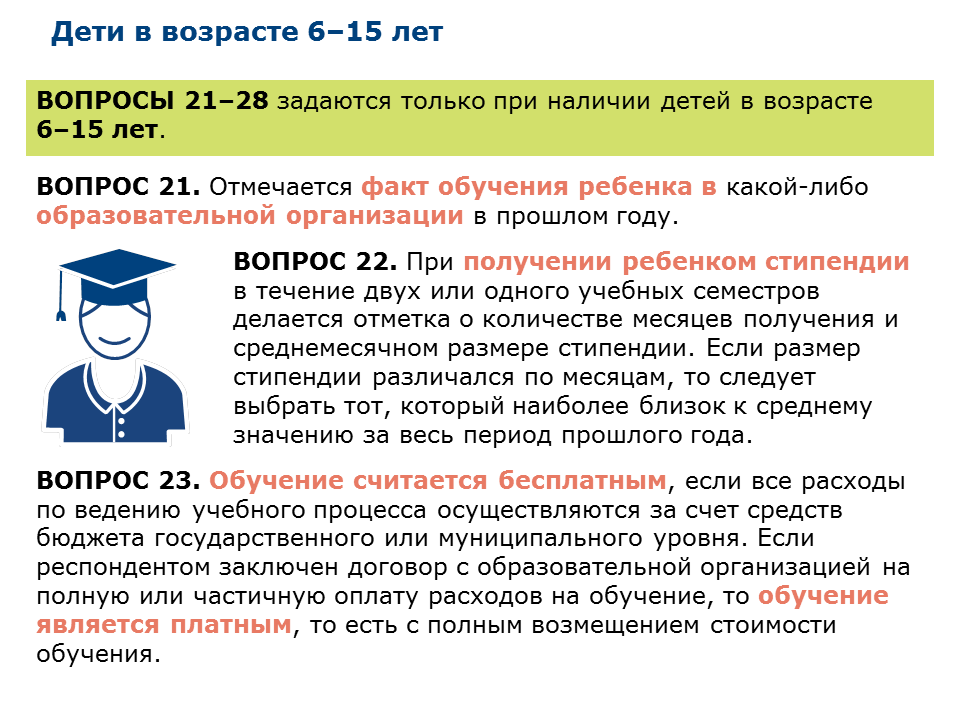 Дети в возрасте 6–15 лет
ВОПРОСЫ 21–28 задаются только при наличии детей в возрасте
6–15 лет.
ВОПРОС 21. Отмечается факт обучения ребенка в какой-либо
образовательной организации в прошлом году.
ВОПРОС 22. При получении ребенком стипендии
в течение двух или одного учебных семестров
делается отметка о количестве месяцев получения и
среднемесячном размере стипендии. Если размер
стипендии различался по месяцам, то следует
выбрать тот, который наиболее близок к среднему
значению за весь период прошлого года.
ВОПРОС 23. Обучение считается бесплатным, если все расходы
по ведению учебного процесса осуществляются за счет средств
бюджета государственного или муниципального уровня. Если
респондентом заключен договор с образовательной организацией на
полную или частичную оплату расходов на обучение, то обучение
является платным, то есть с полным возмещением стоимости
обучения.